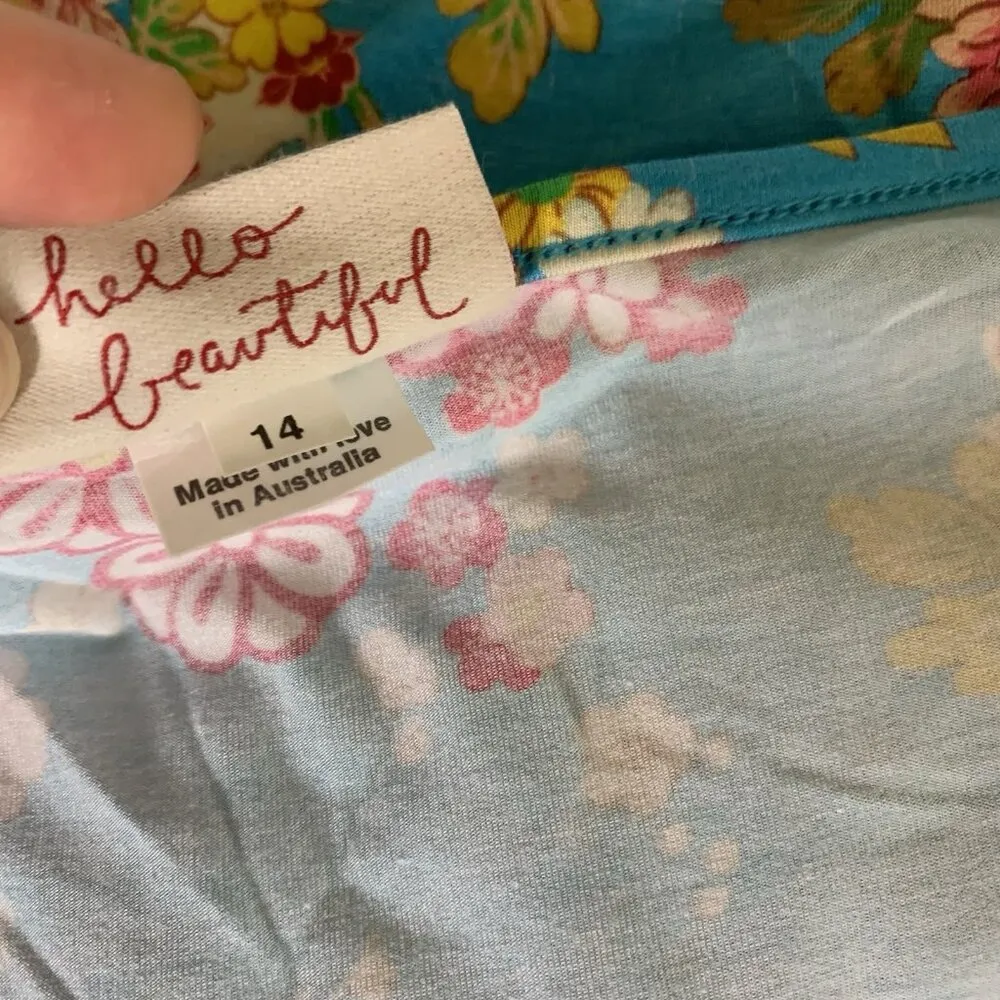 hello
beautiful
14
Made with love
in Australia